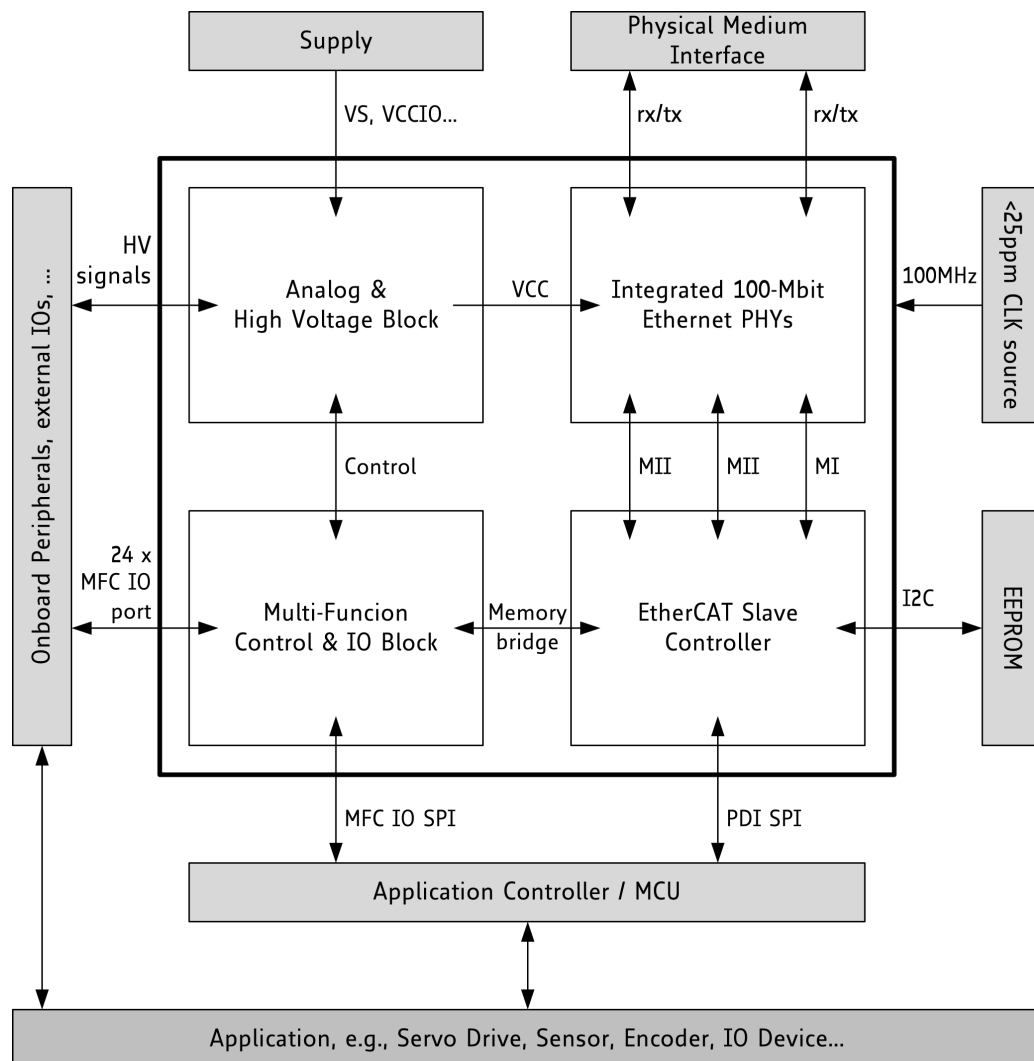 Supply
Physical Medium
Interface
VS, VCCIO...
rx/tx
rx/tx
Onboard Peripherals, external IOs, ...
HV
signals
Analog &
High Voltage Block
VCC
Integrated 100-Mbit
Ethernet PHYs
100MHz
<25ppm CLK source
Control
MII
MII
MI
24 x
MFC IO
port
Multi-Funcion
Control & IO Block
Memory
bridge
EtherCAT Slave
Controller
I2C
EEPROM
MFC IO SPI
PDI SPI
Application Controller / MCU
Application, e.g., Servo Drive, Sensor, Encoder, IO Device...